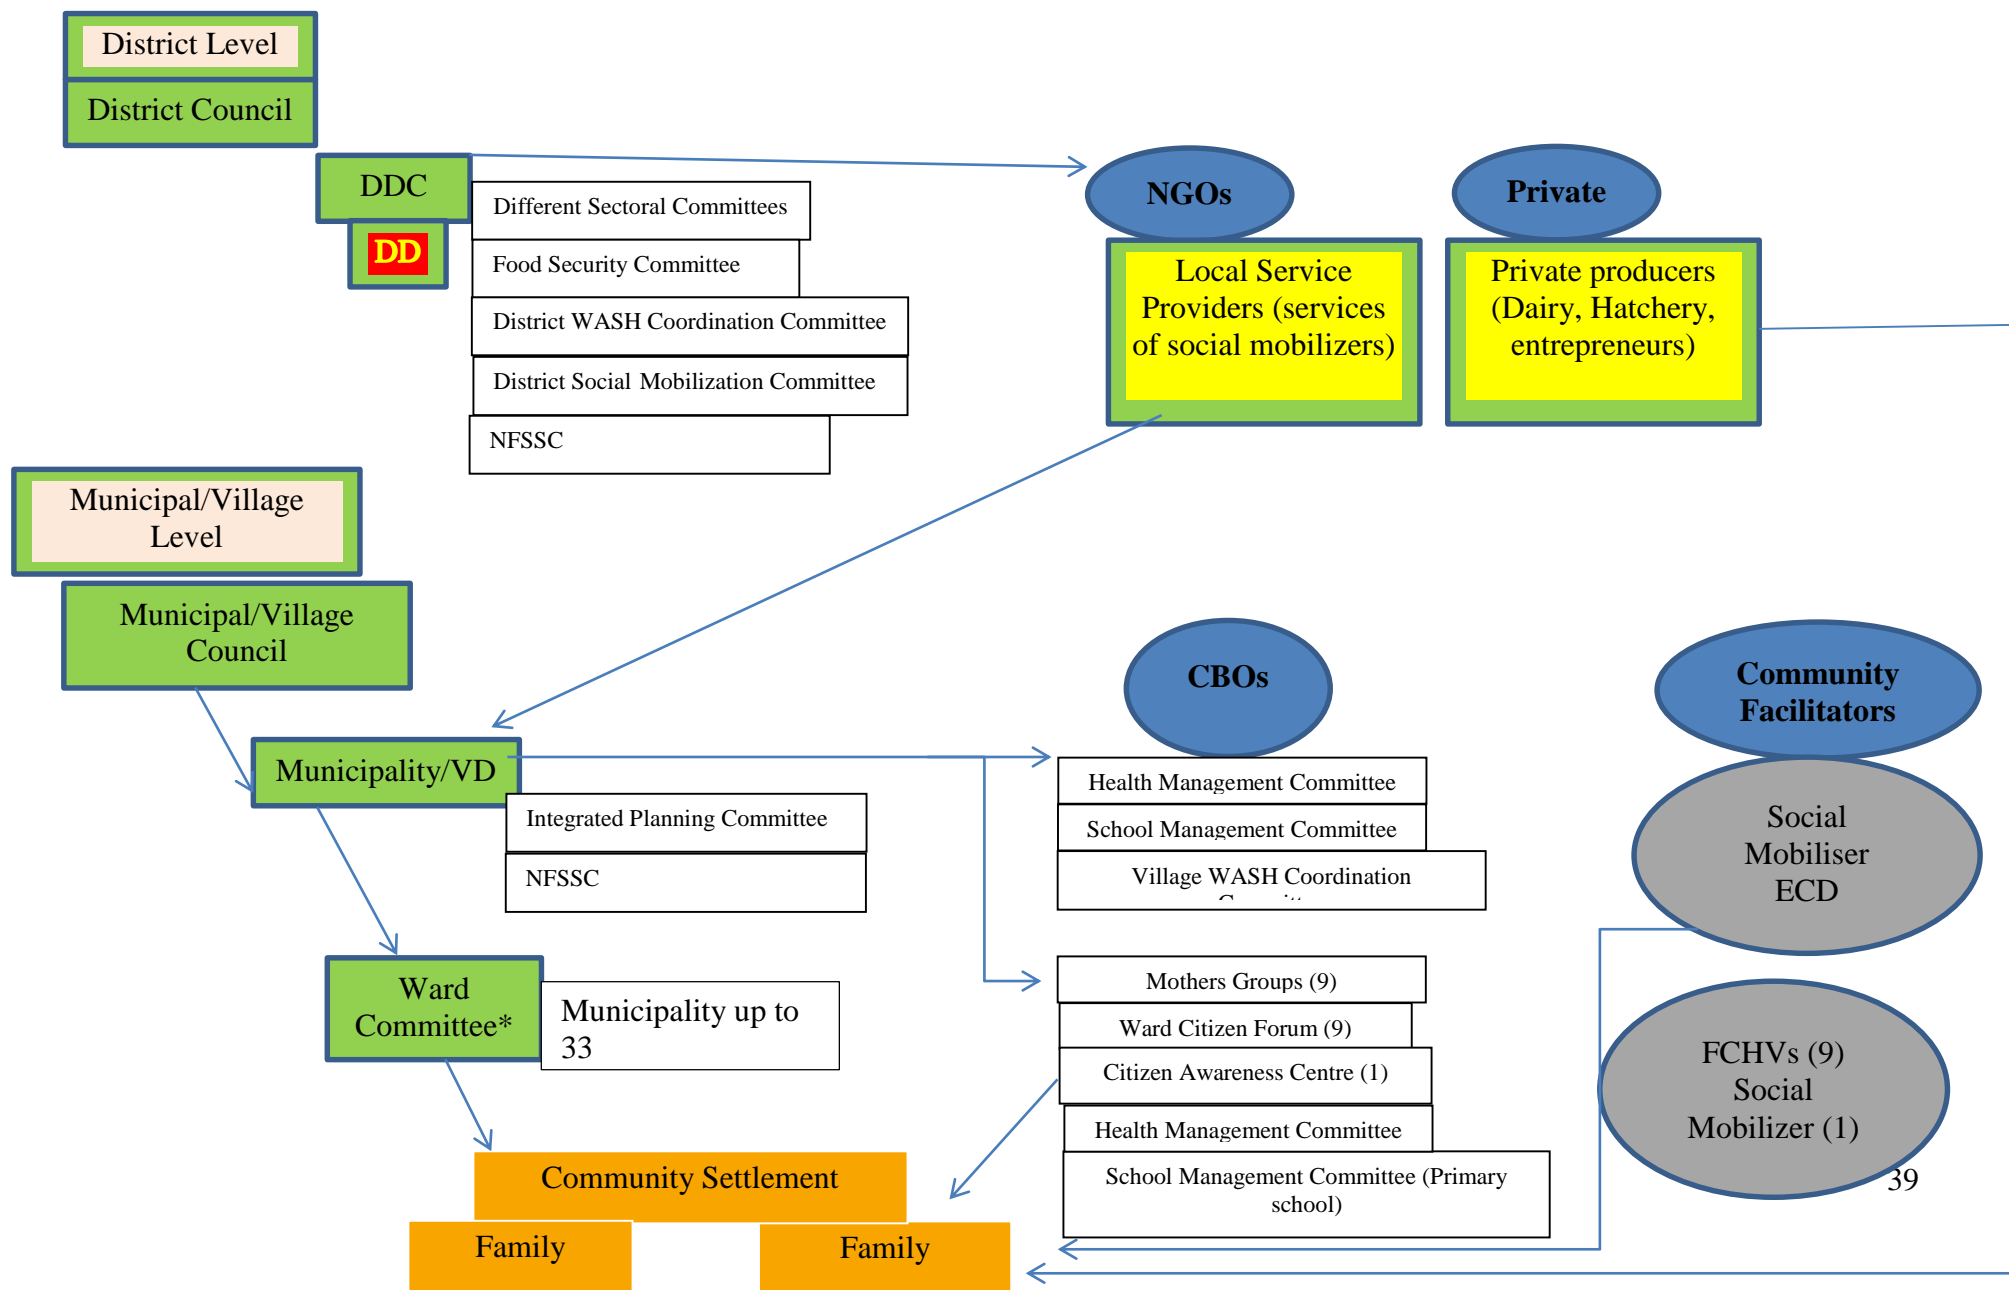 District Level
District Council
DDC
DD
Different Sectoral Committees
Food Security Committee
District WASH Coordination Committee
District Social Mobilization Committee
NFSSC
NGOs
Local Service
Providers (services
of social mobilizers)
Private
Private producers
(Dairy, Hatchery,
entrepreneurs)
Municipal/Village
Level
Municipal/Village
Council
Municipality/VD
Integrated Planning Committee
NFSSC
CBOs
Health Management Committee
School Management Committee
Village WASH Coordination
Community
Facilitators
Social
Mobiliser
ECD
Ward
Committee*
Municipality up to
33
Mothers Groups (9)
Ward Citizen Forum (9)
Citizen Awareness Centre (1)
Health Management Committee
School Management Committee (Primary
school)
FCHVs (9)
Social
Mobilizer (1)
39
Community Settlement
Family
Family